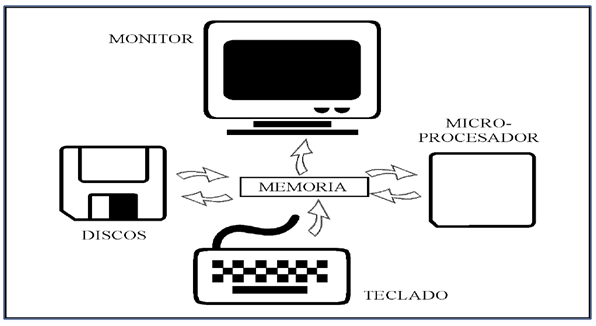 MONITOR
MICRO-
PROCESADOR
MEMORIA
DISCOS
TECLADO